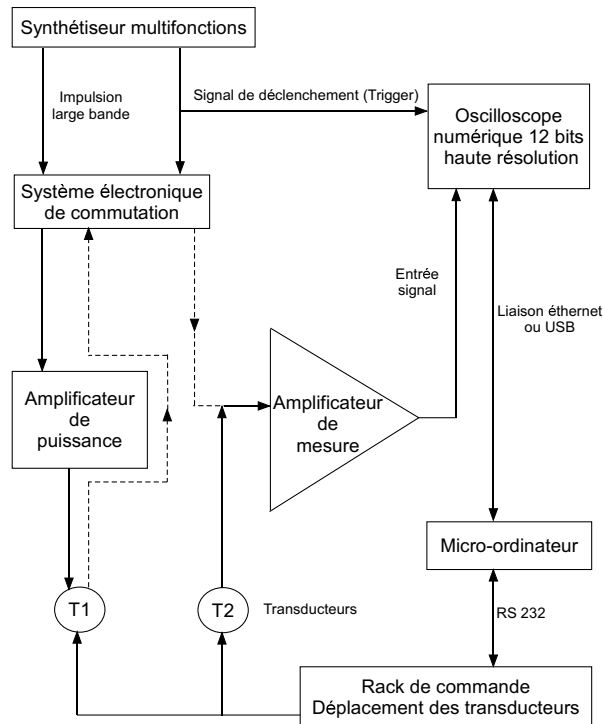 Synthétiseur multifonctions
Impulsion
large bande
Signal de déclenchement (Trigger)
Oscilloscope
numérique 12 bits
haute résolution
Système électronique
de commutation
Entrée
signal
Liaison éthernet
ou USB
Amplificateur
de
puissance
Amplificateur
de
mesure
Micro-ordinateur
T1
T2
Transducteurs
RS 232
Rack de commande
Déplacement des transducteurs